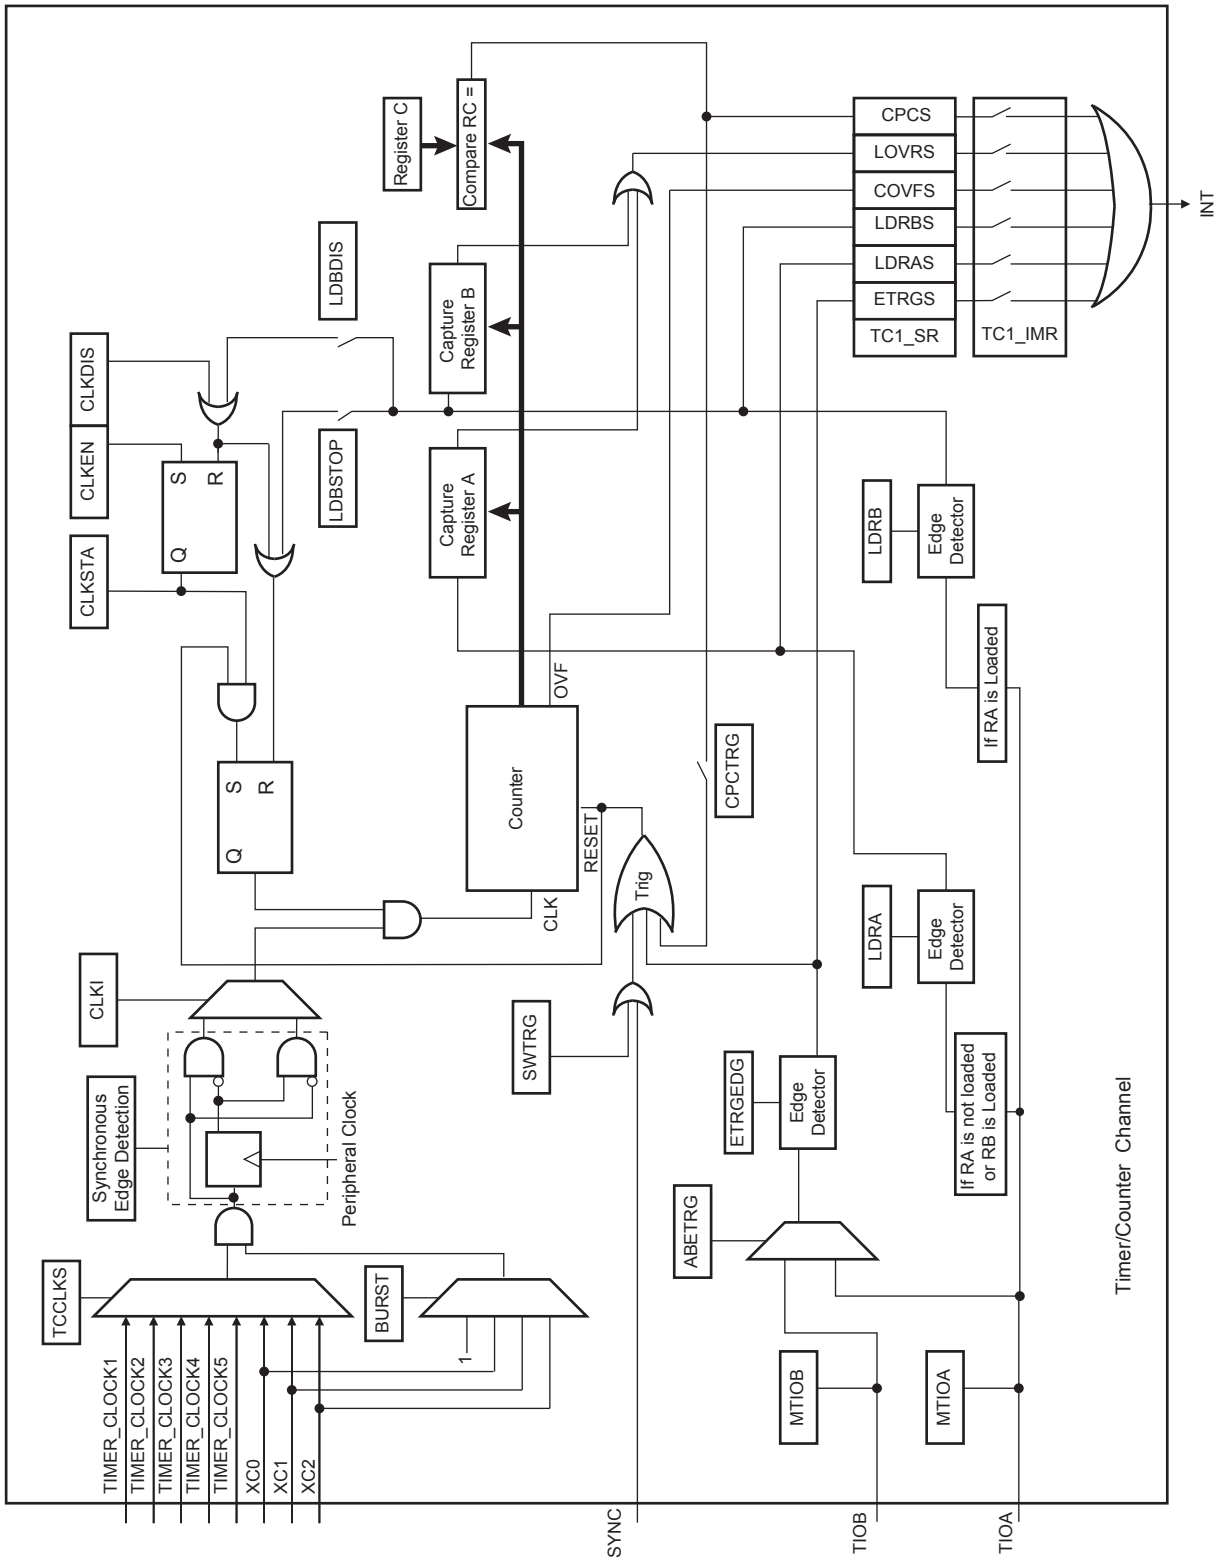 TCCLKS
TIMER_CLOCK1
TIMER_CLOCK2
TIMER_CLOCK3
TIMER_CLOCK4
TIMER_CLOCK5
XC0
XC1
XC2
Synchronous
Edge Detection
CLKI
CLKSTA
CLKEN
CLKDIS
BURST
1
Peripheral Clock
Q
S
R
Q
S
R
LDBSTOP
LDBDIS
Register C
Capture
Register A
Capture
Register B
Compare RC =
Counter
CLK
OVF
RESET
SWTRG
Trig
CPCTRG
SYNC
ABETRG
ETRGEDG
Edge
Detector
MTIOB
TIOB
LDRA
Edge
Detector
LDRB
Edge
Detector
MTIOA
TIOA
If RA is not loaded
or RB is Loaded
If RA is Loaded
CPCS
LOVRS
COVFS
LDRBS
LDRAS
ETRGS
TC1_SR
TC1_IMR
INT
Timer/Counter Channel